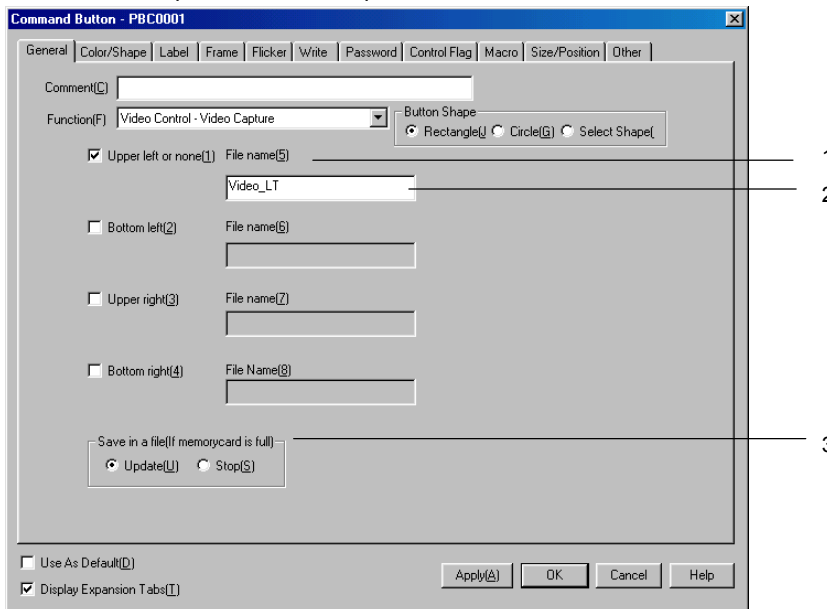 Command Button - PBC0001
General Color/Shape Label Frame Flicker Write Password Control Flag Macro Size/Position Other
Comment(C)
Function(F) Video Control - Video Capture
Button Shape
Rectangle(J Circle(G) Select Shape(
Upper left or none(1) File name(5)
1
Video_LT
2
Bottom left(2) File name(6)
Upper right(3) File name(7)
Bottom right(4) File Name(8)
Save in a file(If memorycard is full)
3
Update(U) Stop(S)
Use As Default(D)
Display Expansion Tabs(T)
Apply(A) OK Cancel Help